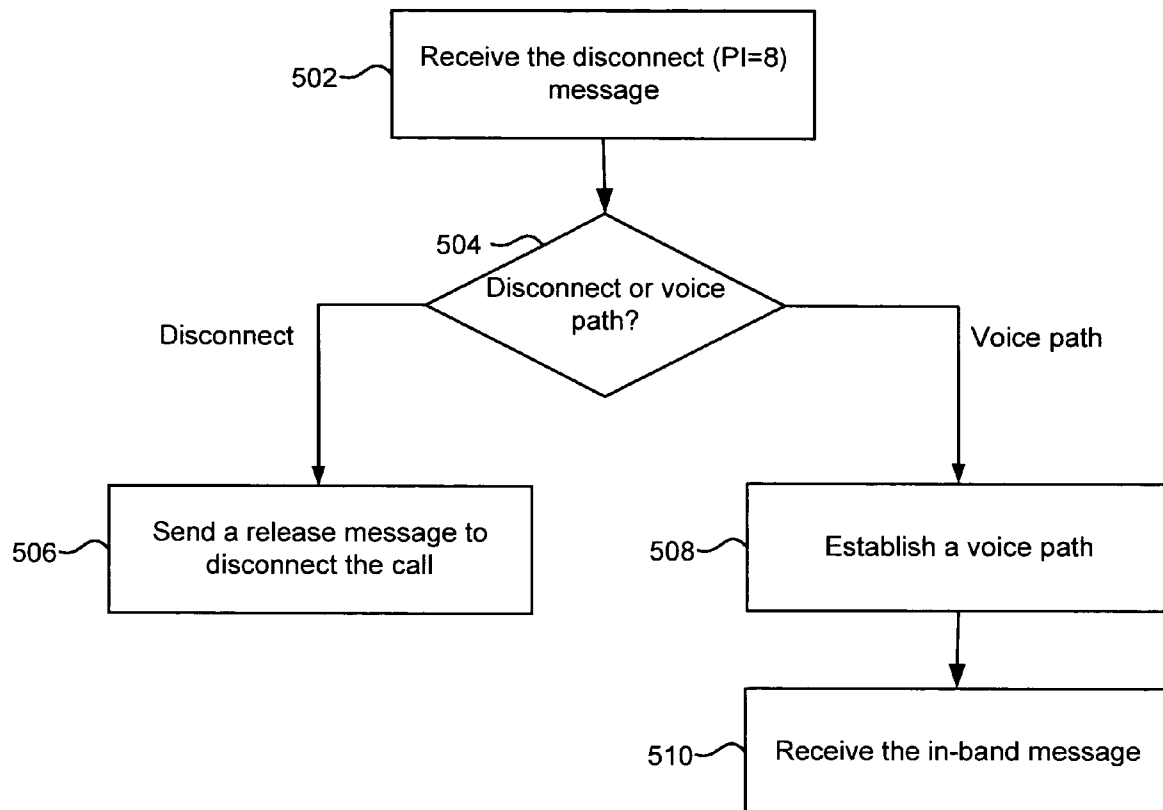 Receive the disconnect (PI=8)
message
502
504
Disconnect or voice
path?
Disconnect
Voice path
Send a release message to
disconnect the call
506
Establish a voice path
508
Receive the in-band message
510